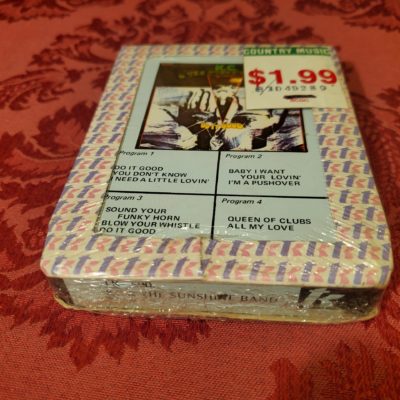 COUNTRY MUSIC
$1.99
K.C.
Program 1
DO IT GOOD
YOU DON'T KNOW
I NEED A LITTLE LOVIN'
Program 2
BABY I WANT
YOUR LOVIN'
I'M A PUSHOVER
Program 3
SOUND YOUR
FUNKY HORN
BLOW YOUR WHISTLE
DO IT GOOD
Program 4
QUEEN OF CLUBS
ALL MY LOVE
THE SUNSHINE BAND